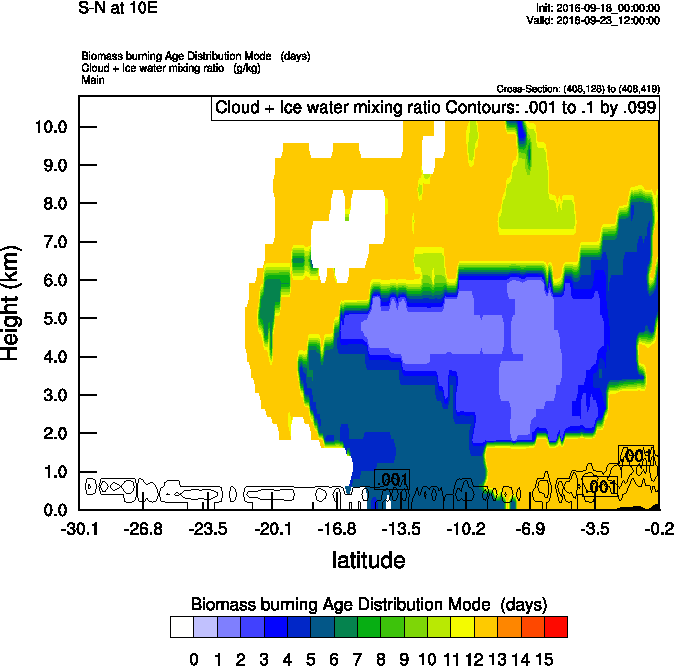 S-N at 10E
Init: 2016-09-18_00:00:00
Valid: 2016-09-23_12:00:00
Biomass burning Age Distribution Mode (days)
Cloud + Ice water mixing ratio (g/kg)
Main
Cross-Section: (408,128) to (408,419)
Cloud + Ice water mixing ratio Contours: .001 to .1 by .099
10.0
9.0
8.0
7.0
6.0
5.0
4.0
3.0
2.0
1.0
0.0
Height (km)
.001
.001
.001
-30.1 -26.8 -23.5 -20.1 -16.8 -13.5 -10.2 -6.9 -3.5 -0.2
latitude
Biomass burning Age Distribution Mode (days)
0 1 2 3 4 5 6 7 8 9 10 11 12 13 14 15